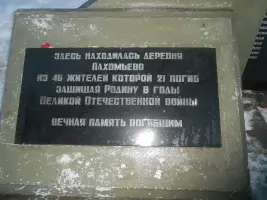 Здесь находилась деревня
Пахомьево
из 46 жителей которой 21 погиб
защищая Родину в годы
Великой Отечественной войны
Вечная память погибшим